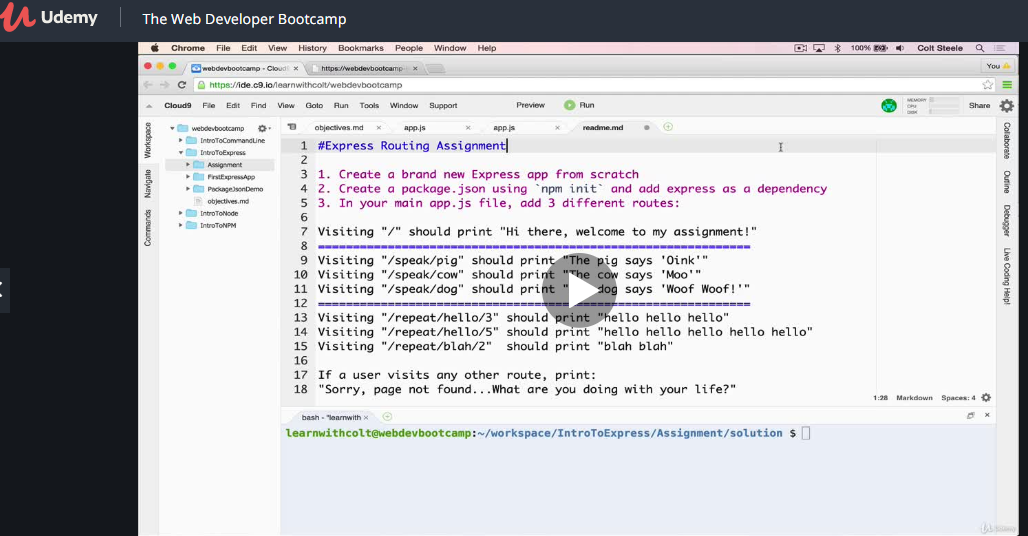 Udemy The Web Developer Bootcamp
Chrome File Edit View History Bookmarks People Window Help 100% Colt Steele
webdevbootcamp - Cloud9 × https://webdevbootcamp- × You
https://ide.c9.io/learnwithcolt/webdevbootcamp
Cloud9 File Edit Find View Goto Run Tools Window Support Preview Run MEMORY CPU DISK Share
Workspace
Navigate
Commands
webdevbootcamp
IntroToCommandLine
IntroToExpress
Assignment
FirstExpressApp
PackageJsonDemo
objectives.md
IntroToNode
IntroToNPM
objectives.md × app.js × app.js × readme.md
1 #Express Routing Assignment
2
3 1. Create a brand new Express app from scratch
4 2. Create a package.json using `npm init` and add express as a dependency
5 3. In your main app.js file, add 3 different routes:
6
7 Visiting "/" should print "Hi there, welcome to my assignment!"
8 ==============================================================
9 Visiting "/speak/pig" should print "The pig says 'Oink'"
10 Visiting "/speak/cow" should print "The cow says 'Moo'"
11 Visiting "/speak/dog" should print " dog says 'Woof Woof!'"
12 ==============================================================
13 Visiting "/repeat/hello/3" should print "hello hello hello"
14 Visiting "/repeat/hello/5" should print "hello hello hello hello hello"
15 Visiting "/repeat/blah/2"  should print "blah blah"
16
17 If a user visits any other route, print:
18 "Sorry, page not found...What are you doing with your life?"
1:28 Markdown Spaces: 4
Collaborate
Outline
Debugger
Live Coding Help!
bash - "learnwith ×
learnwithcolt@webdevbootcamp:~/workspace/IntroToExpress/Assignment/solution $
Udemy